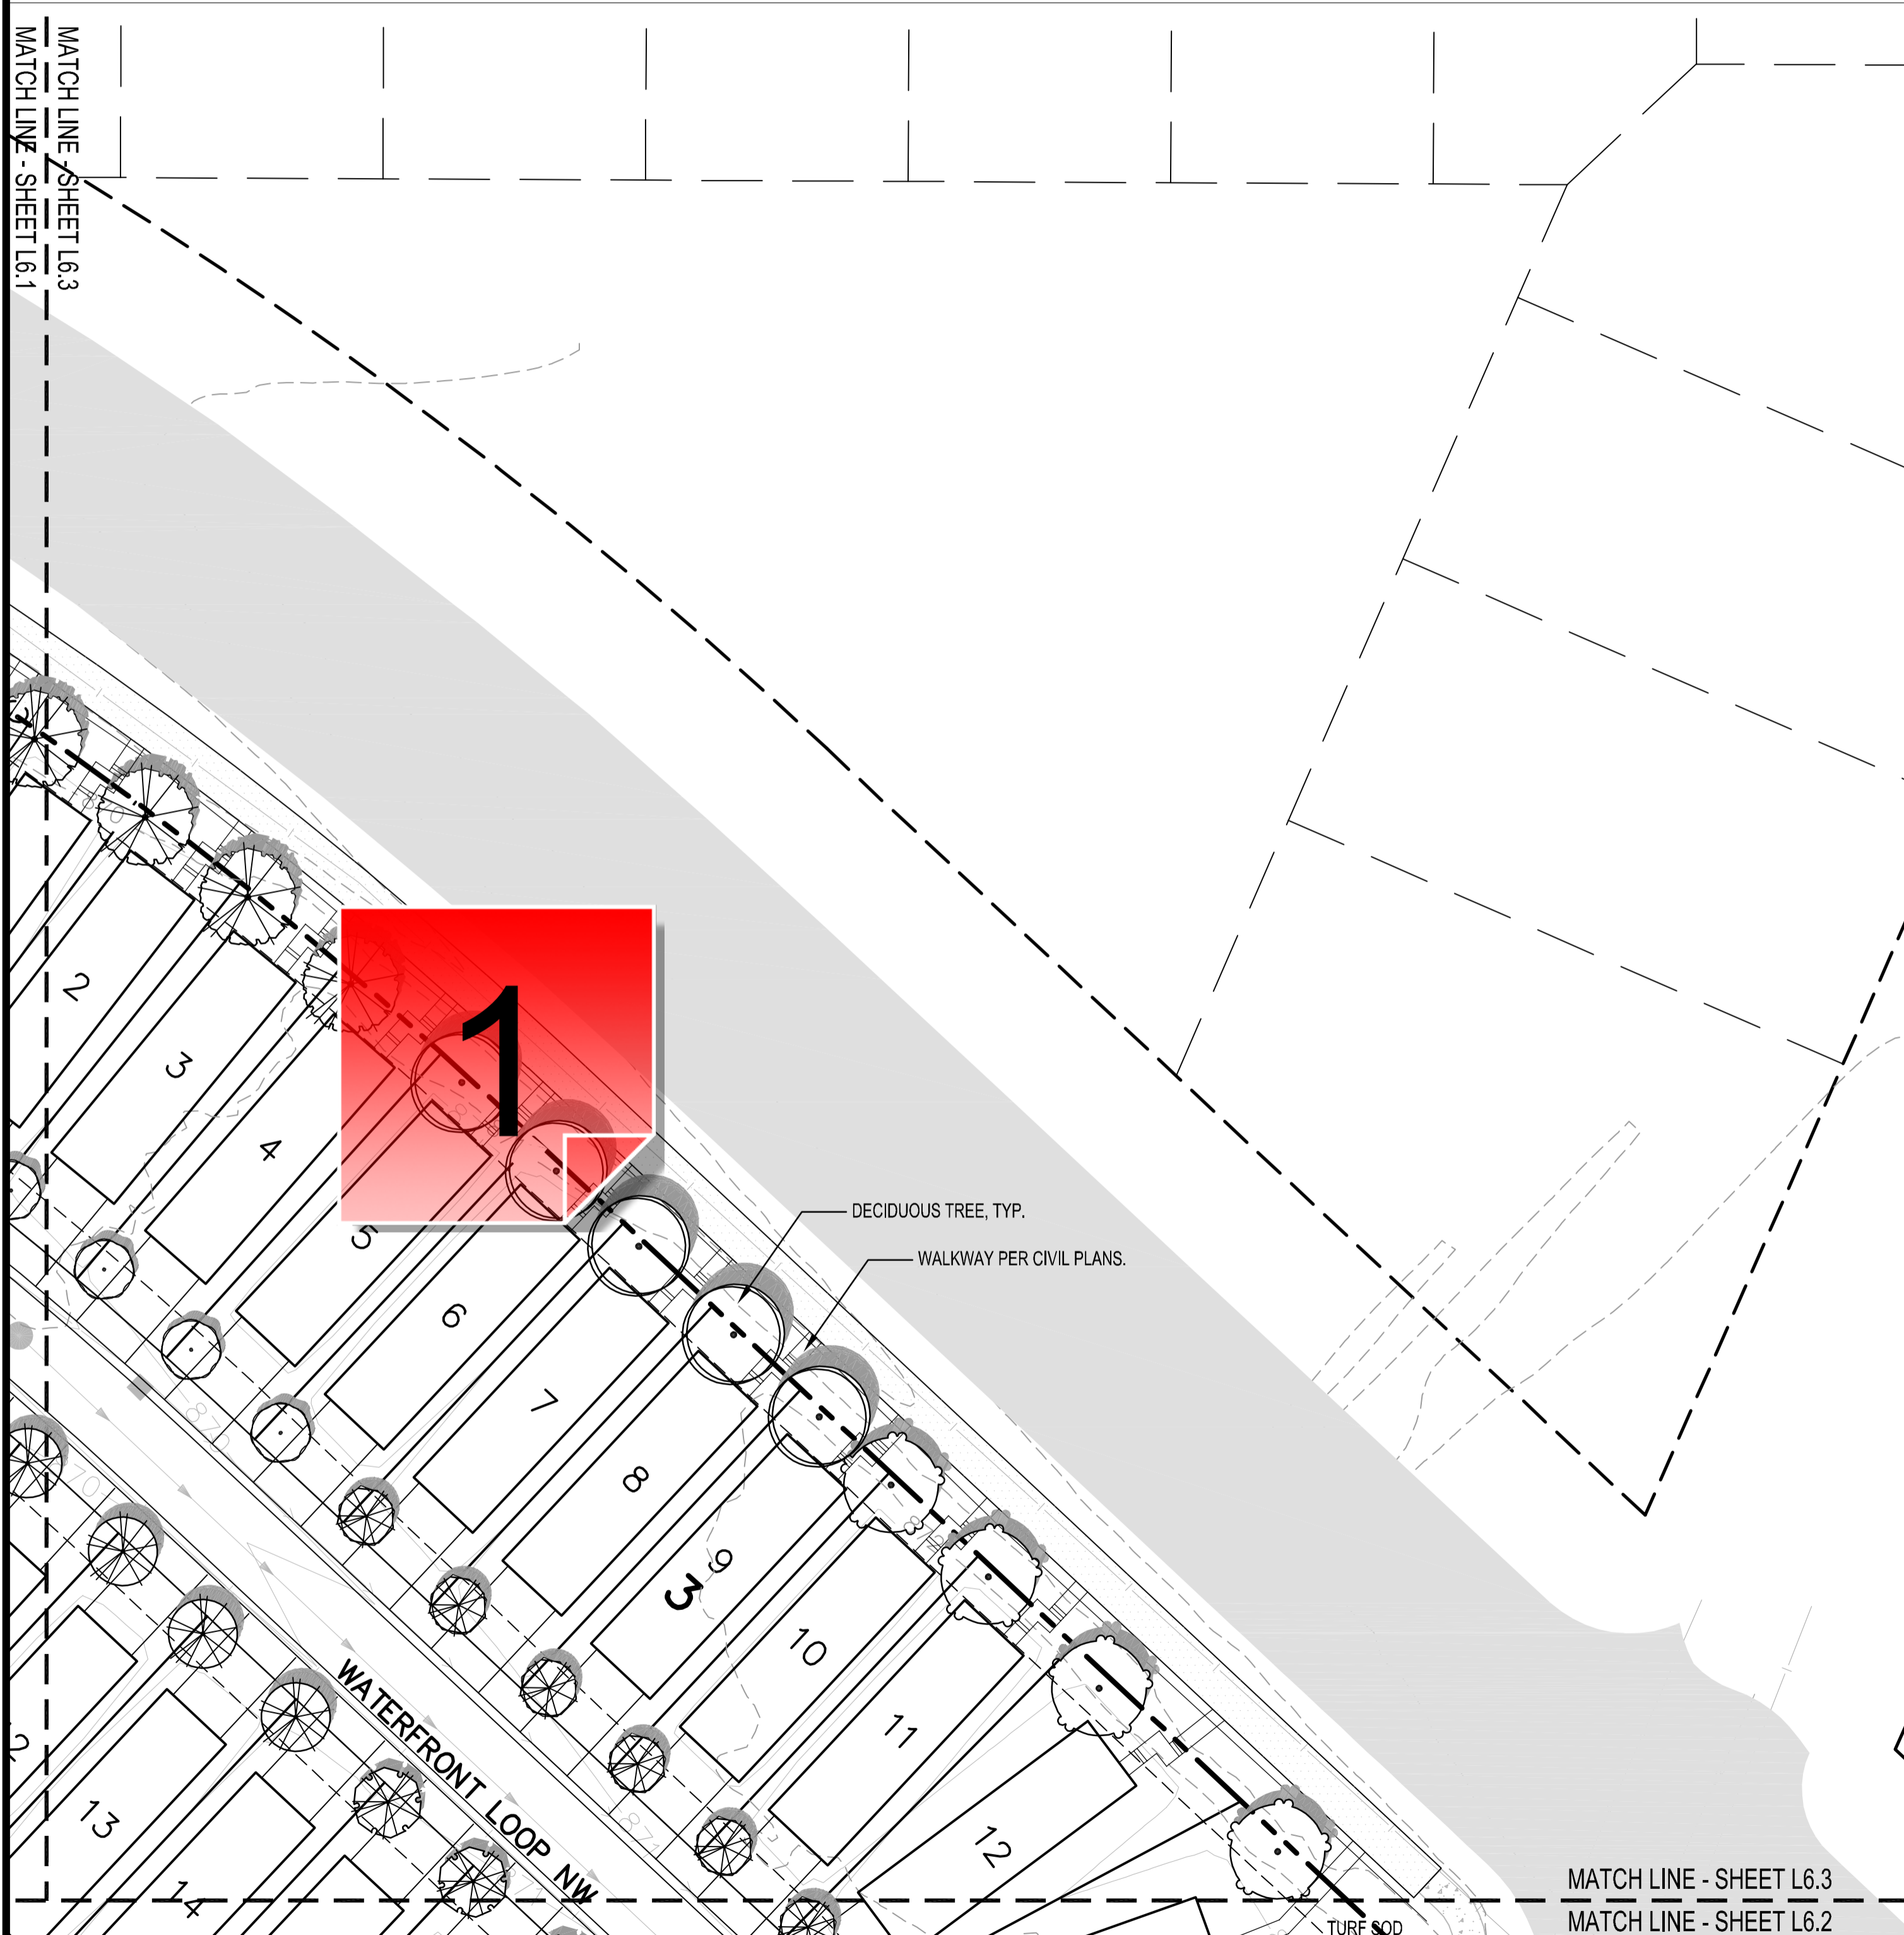 MATCH LINE - SHEET L6.3
MATCH LINE - SHEET L6.1
2
3
1
4
5
DECIDUOUS TREE, TYP.
WALKWAY PER CIVIL PLANS.
6
7
8
9
3
10
11
12
WATERFRONT LOOP NW
13
14
872
MATCH LINE - SHEET L6.3
MATCH LINE - SHEET L6.2
TURF SOD